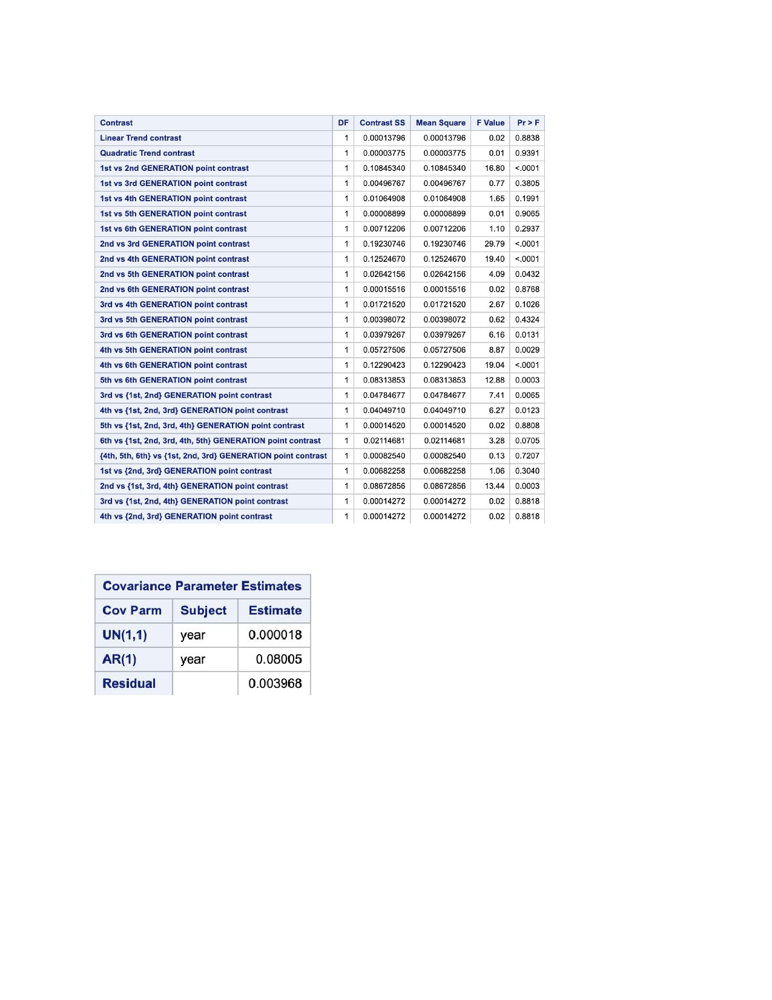 Contrast DF Contrast SS Mean Square F Value Pr > F
Linear Trend contrast 1 0.00013796 0.00013796 0.02 0.8838
Quadratic Trend contrast 1 0.00003775 0.00003775 0.01 0.9391
1st vs 2nd GENERATION point contrast 1 0.10845340 0.10845340 16.80 <.0001
1st vs 3rd GENERATION point contrast 1 0.00496767 0.00496767 0.77 0.3805
1st vs 4th GENERATION point contrast 1 0.01064908 0.01064908 1.65 0.1991
1st vs 5th GENERATION point contrast 1 0.00008899 0.00008899 0.01 0.9065
1st vs 6th GENERATION point contrast 1 0.00712206 0.00712206 1.10 0.2937
2nd vs 3rd GENERATION point contrast 1 0.19230746 0.19230746 29.79 <.0001
2nd vs 4th GENERATION point contrast 1 0.12524670 0.12524670 19.40 <.0001
2nd vs 5th GENERATION point contrast 1 0.02642156 0.02642156 4.09 0.0432
2nd vs 6th GENERATION point contrast 1 0.00015516 0.00015516 0.02 0.8768
3rd vs 4th GENERATION point contrast 1 0.01721520 0.01721520 2.67 0.1026
3rd vs 5th GENERATION point contrast 1 0.00398072 0.00398072 0.62 0.4324
3rd vs 6th GENERATION point contrast 1 0.03979267 0.03979267 6.16 0.0131
4th vs 5th GENERATION point contrast 1 0.05727506 0.05727506 8.87 0.0029
4th vs 6th GENERATION point contrast 1 0.12290423 0.12290423 19.04 <.0001
5th vs 6th GENERATION point contrast 1 0.08313853 0.08313853 12.88 0.0003
3rd vs {1st, 2nd} GENERATION point contrast 1 0.04784677 0.04784677 7.41 0.0065
4th vs {1st, 2nd, 3rd} GENERATION point contrast 1 0.04049710 0.04049710 6.27 0.0123
5th vs {1st, 2nd, 3rd, 4th} GENERATION point contrast 1 0.00014520 0.00014520 0.02 0.8808
6th vs {1st, 2nd, 3rd, 4th, 5th} GENERATION point contrast 1 0.02114681 0.02114681 3.28 0.0705
{4th, 5th, 6th} vs {1st, 2nd, 3rd} GENERATION point contrast 1 0.00082540 0.00082540 0.13 0.7207
1st vs {2nd, 3rd} GENERATION point contrast 1 0.00682258 0.00682258 1.06 0.3040
2nd vs {1st, 3rd, 4th} GENERATION point contrast 1 0.08672856 0.08672856 13.44 0.0003
3rd vs {1st, 2nd, 4th} GENERATION point contrast 1 0.00014272 0.00014272 0.02 0.8818
4th vs {2nd, 3rd} GENERATION point contrast 1 0.00014272 0.00014272 0.02 0.8818
Covariance Parameter Estimates
Cov Parm Subject Estimate
UN(1,1) year 0.000018
AR(1) year 0.08005
Residual 0.003968